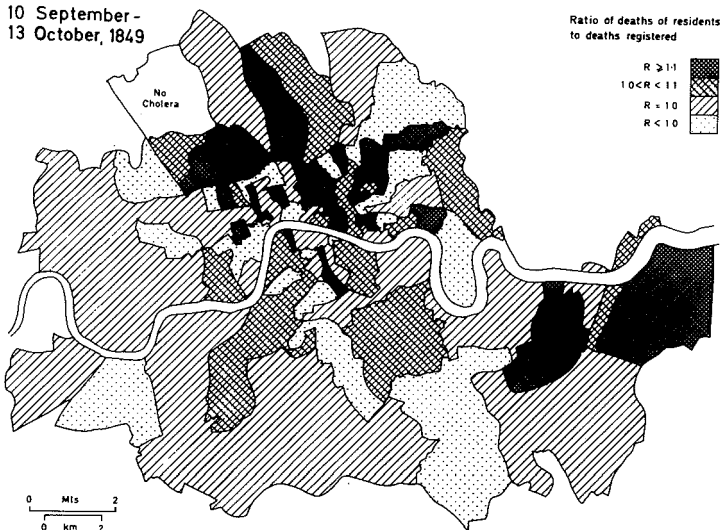 10 September -
13 October, 1849
Ratio of deaths of residents
to deaths registered
R ⩾ 1·1
1·0 < R < 1·1
R = 1·0
R < 1·0
No
Cholera
0 Mls 2
0 km 2